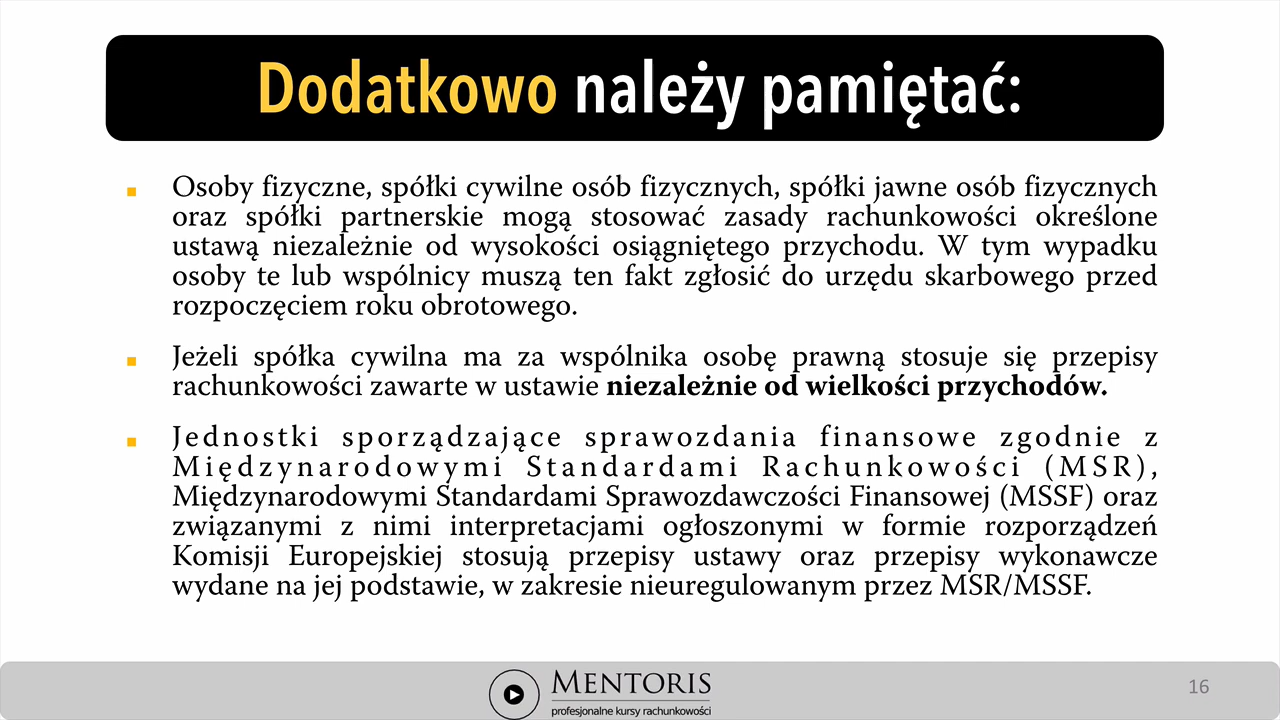 Dodatkowo należy pamiętać:
Osoby fizyczne, spółki cywilne osób fizycznych, spółki jawne osób fizycznych
oraz spółki partnerskie mogą stosować zasady rachunkowości określone
ustawą niezależnie od wysokości osiągniętego przychodu. W tym wypadku
osoby te lub wspólnicy muszą ten fakt zgłosić do urzędu skarbowego przed
rozpoczęciem roku obrotowego.
Jeżeli spółka cywilna ma za wspólnika osobę prawną stosuje się przepisy
rachunkowości zawarte w ustawie niezależnie od wielkości przychodów.
Jednostki sporządzające sprawozdania finansowe zgodnie z
Międzynarodowymi Standardami Rachunkowości (MSR),
Międzynarodowymi Standardami Sprawozdawczości Finansowej (MSSF) oraz
związanymi z nimi interpretacjami ogłoszonymi w formie rozporządzeń
Komisji Europejskiej stosują przepisy ustawy oraz przepisy wykonawcze
wydane na jej podstawie, w zakresie nieuregulowanym przez MSR/MSSF.
MENTORIS
profesjonalne kursy rachunkowości
16